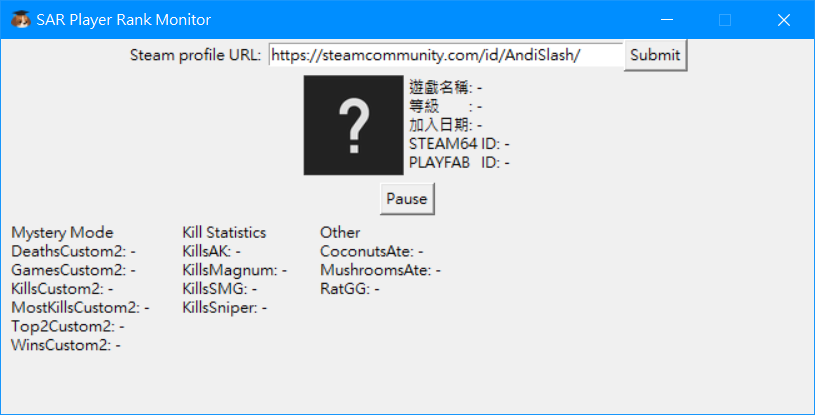 SAR Player Rank Monitor
Steam profile URL: https://steamcommunity.com/id/AndiSlash/ Submit
?
遊戲名稱: -
等級 : -
加入日期: -
STEAM64 ID: -
PLAYFAB ID: -
Pause
Mystery Mode Kill Statistics Other
DeathsCustom2: - KillsAK: - CoconutsAte: -
GamesCustom2: - KillsMagnum: - MushroomsAte: -
KillsCustom2: - KillsSMG: - RatGG: -
MostKillsCustom2: - KillsSniper: -
Top2Custom2: -
WinsCustom2: -